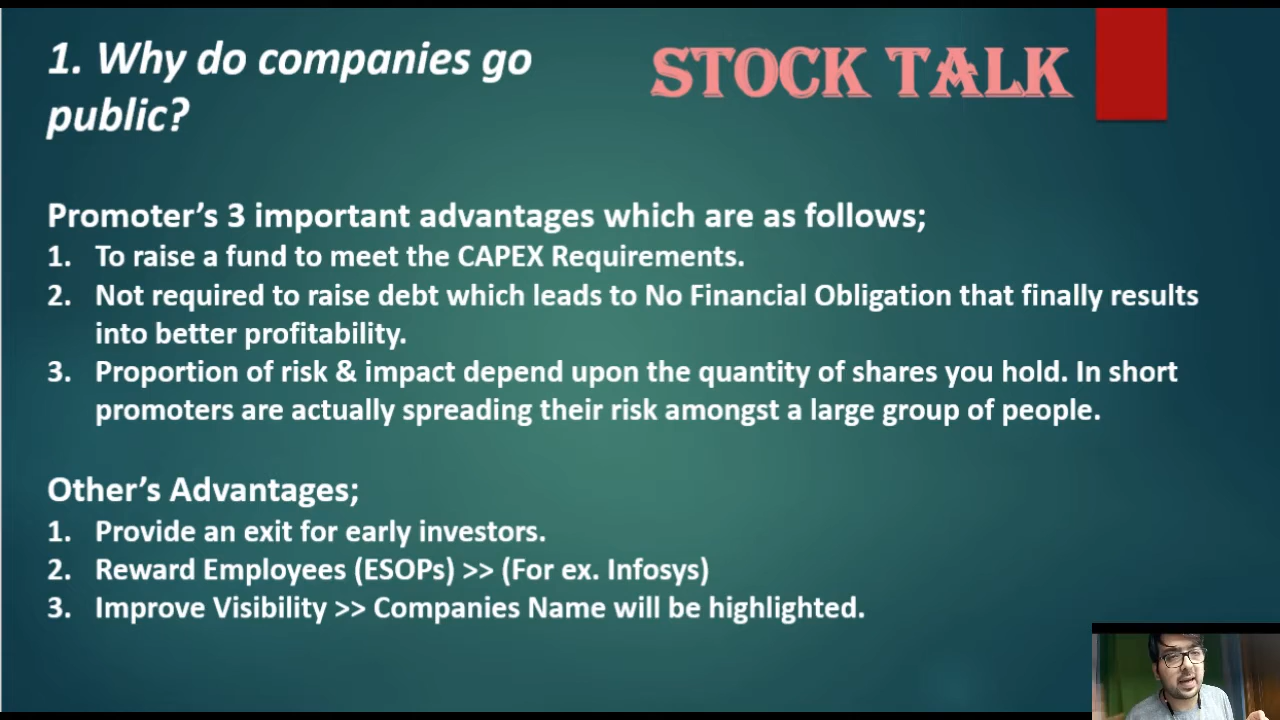 1. Why do companies go
public?
STOCK TALK
Promoter’s 3 important advantages which are as follows;
1. To raise a fund to meet the CAPEX Requirements.
2. Not required to raise debt which leads to No Financial Obligation that finally results
into better profitability.
3. Proportion of risk & impact depend upon the quantity of shares you hold. In short
promoters are actually spreading their risk amongst a large group of people.
Other’s Advantages;
1. Provide an exit for early investors.
2. Reward Employees (ESOPs) >> (For ex. Infosys)
3. Improve Visibility >> Companies Name will be highlighted.